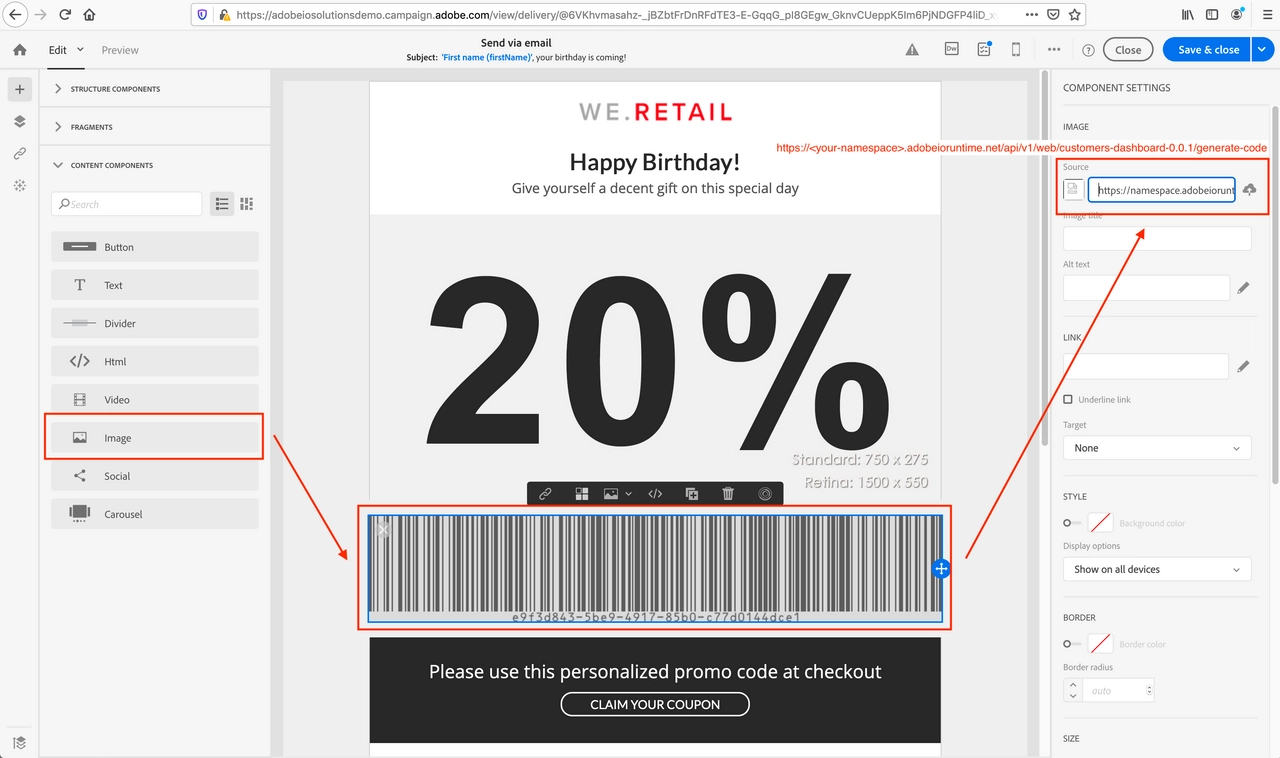 https://adobeiosolutionsdemo.campaign.adobe.com/view/delivery/@6VKhvmasahz-_jBZbtFrDnRFdTE3-E-GqqG_pI8GEgw_GknvCUeppK5Im6PjNDGFP4IiD_x
Edit
Preview
Send via email
Subject: 'First name (firstName)', your birthday is coming!
Dw
Close
Save & close
STRUCTURE COMPONENTS
FRAGMENTS
CONTENT COMPONENTS
Search
Button
Text
Divider
Html
Video
Image
Social
Carousel
WE.RETAIL
Happy Birthday!
Give yourself a decent gift on this special day
20%
Standard: 750 x 275
Retina: 1500 x 550
e9f3d843-5be9-4917-85b0-c77d0144dce1
Please use this personalized promo code at checkout
CLAIM YOUR COUPON
COMPONENT SETTINGS
IMAGE
https://<your-namespace>.adobeioruntime.net/api/v1/web/customers-dashboard-0.0.1/generate-code
Source
https://namespace.adobeiorunt
Image title
Alt text
LINK
Underline link
Target
None
STYLE
Background color
Display options
Show on all devices
BORDER
Border color
Border radius
auto
SIZE